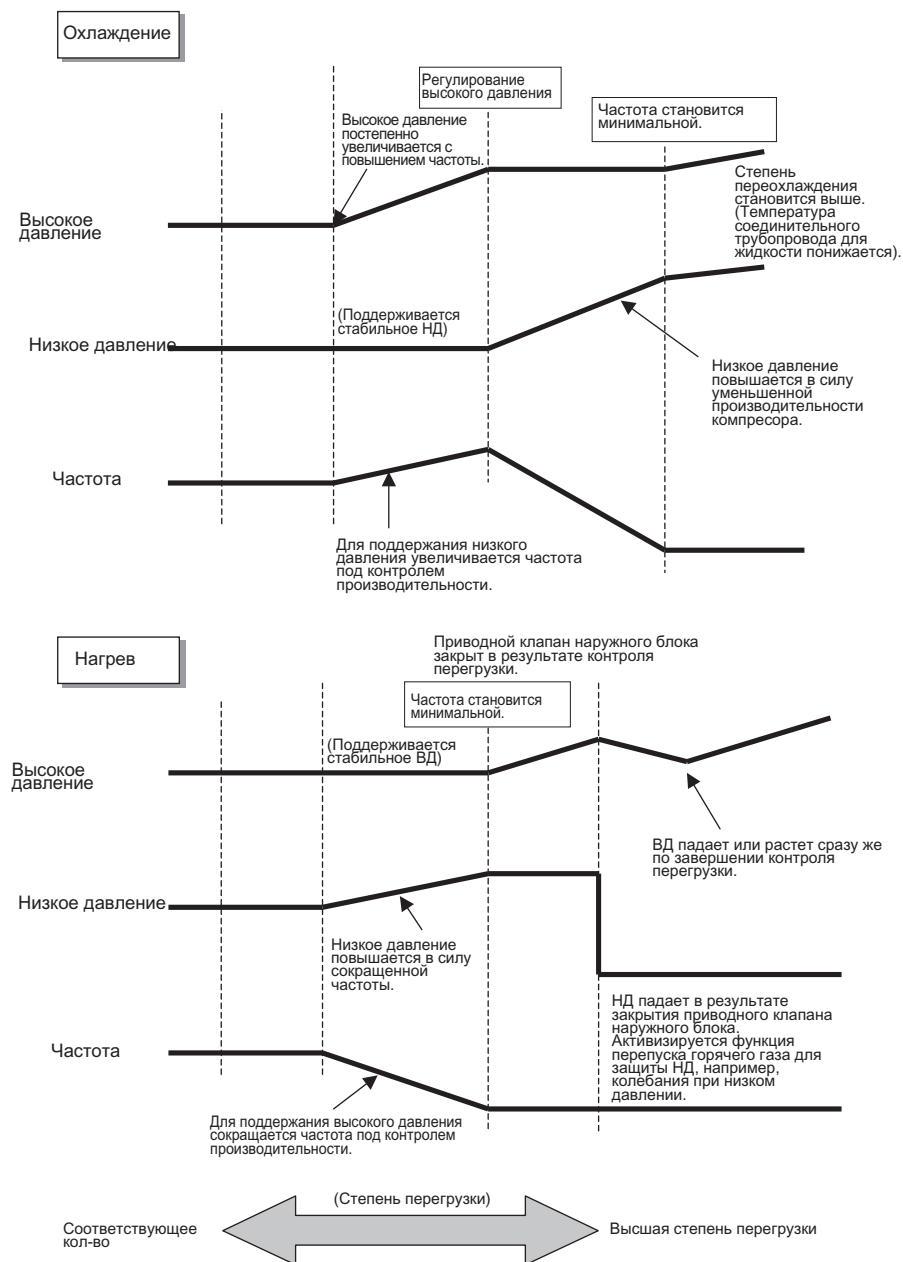 Охлаждение
Регулирование
высокого давления
Высокое давление
постепенно
увеличивается с
повышением частоты.
Частота становится
минимальной.
Степень
переохлаждения
становится выше.
(Температура
соединительного
трубопровода для
жидкости понижается).
Высокое
давление
(Поддерживается
стабильное НД)
Низкое давление
Низкое давление
повышается в силу
уменьшенной
производительности
компресора.
Частота
Для поддержания низкого
давления увеличивается частота
под контролем
производительности.
Нагрев
Приводной клапан наружного блока
закрыт в результате контроля
перегрузки.
Частота становится
минимальной.
(Поддерживается
стабильное ВД)
Высокое
давление
ВД падает или растет сразу же
по завершении контроля
перегрузки.
Низкое давление
Низкое давление
повышается в силу
сокращенной
частоты.
НД падает в результате
закрытия приводного клапана
наружного блока.
Активизируется функция
перепуска горячего газа для
защиты НД, например,
колебания при низком
давлении.
Частота
Для поддержания высокого давления
сокращается частота под контролем
производительности.
(Степень перегрузки)
Соответствующее
кол-во
Высшая степень перегрузки